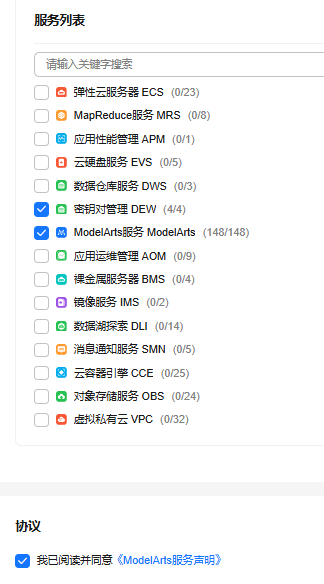 服务列表
请输入关键字搜索
弹性云服务器 ECS (0/23)
MapReduce服务 MRS (0/8)
应用性能管理 APM (0/1)
云硬盘服务 EVS (0/5)
数据仓库服务 DWS (0/3)
密钥对管理 DEW (4/4)
ModelArts服务 ModelArts (148/148)
应用运维管理 AOM (0/9)
裸金属服务器 BMS (0/4)
镜像服务 IMS (0/2)
数据湖探索 DLI (0/14)
消息通知服务 SMN (0/5)
云容器引擎 CCE (0/25)
对象存储服务 OBS (0/24)
虚拟私有云 VPC (0/32)
协议
我已阅读并同意《ModelArts服务声明》